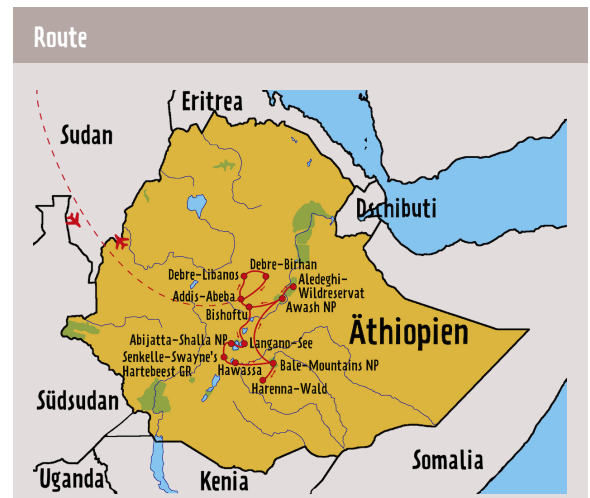 Route
Eritrea
Sudan
Dschibuti
Debre-Birhan
Debre-Libanos
Aledeghi-
Wildreservat
Addis-Abeba
Awash NP
Bishoftu
Äthiopien
Abijatta-Shalla NP
Langano-See
Senkelle-Swayne's
Hartebeest GR
Hawassa
Bale-Mountains NP
Harenna-Wald
Südsudan
Somalia
Uganda
Kenia